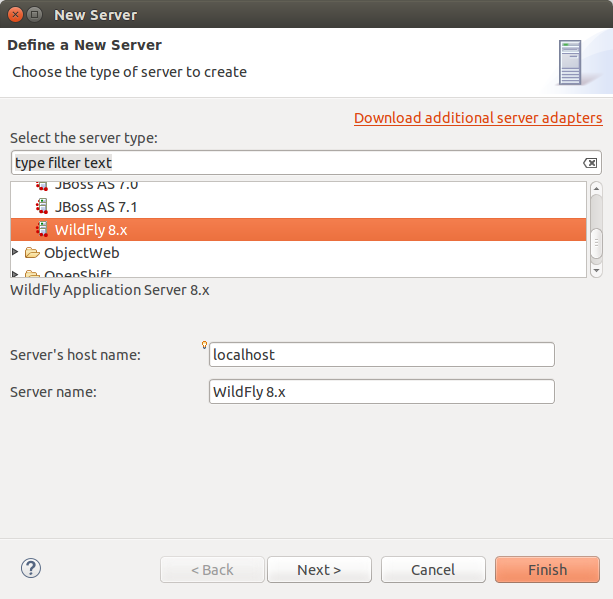 New Server
Define a New Server
Choose the type of server to create
Download additional server adapters
Select the server type:
type filter text
JBoss AS 7.0
JBoss AS 7.1
WildFly 8.x
ObjectWeb
OpenShift
WildFly Application Server 8.x
Server's host name:
localhost
Server name:
WildFly 8.x
?
< Back
Next >
Cancel
Finish